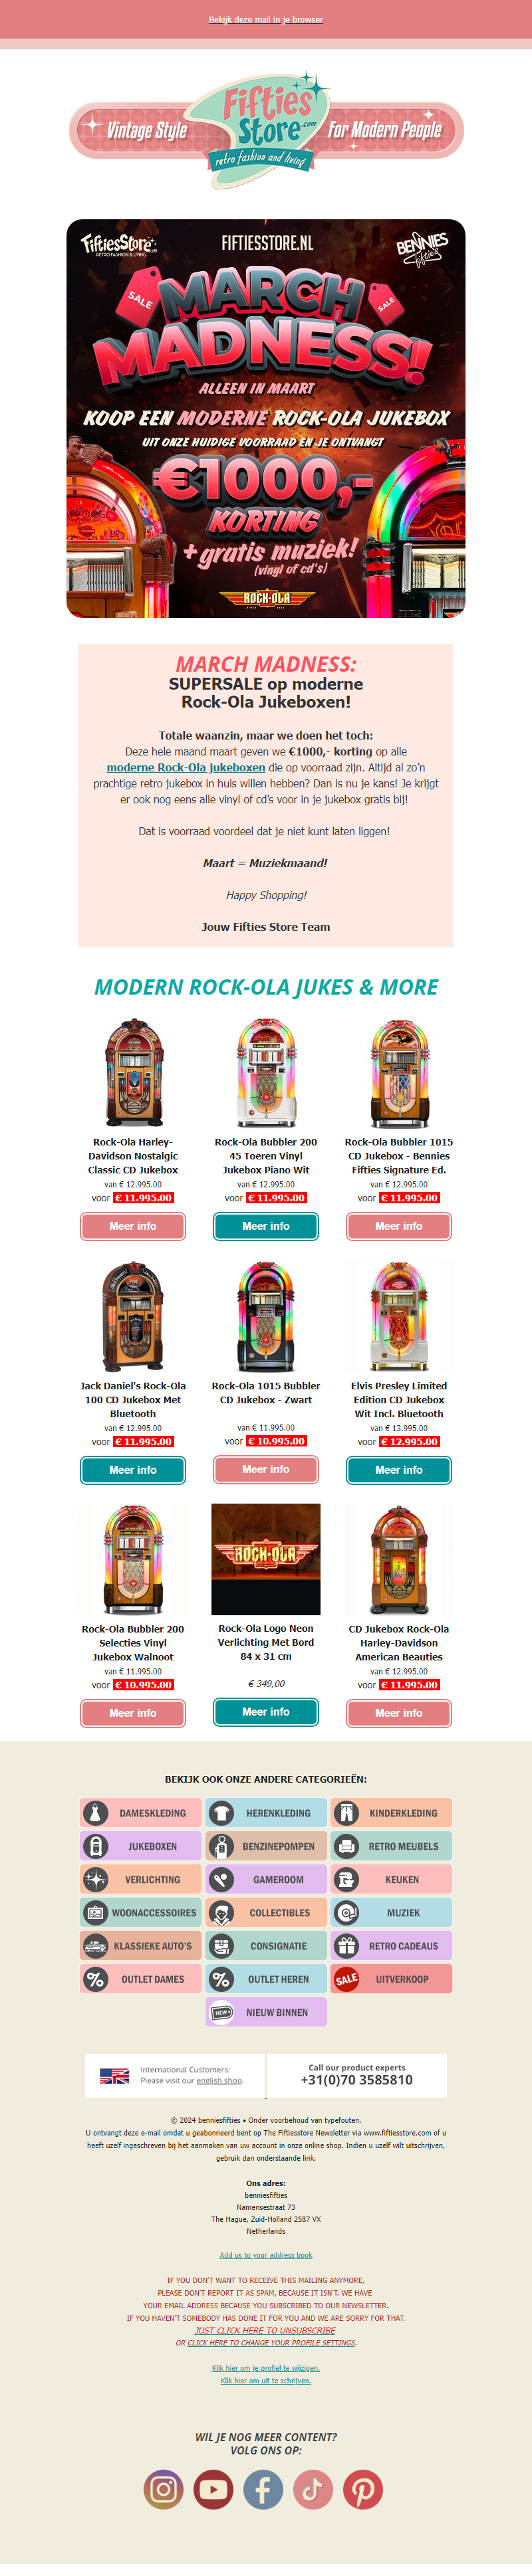 Bekijk deze mail in je browser
Vintage Style
Fifties
Store.com
For Modern People
retro fashion and living
FiftiesStore.com
RETRO FASHION & LIVING
FIFTIESSTORE.NL
BENNIES
fifties
SALE
SALE
MARCH
MADNESS!
ALLEEN IN MAART
KOOP EEN MODERNE ROCK-OLA JUKEBOX
UIT ONZE HUIDIGE VOORRAAD EN JE ONTVANGT
€1000,-
KORTING
+ gratis muziek!
(vinyl of cd's)
ROCK-OLA
MARCH MADNESS:
SUPERSALE op moderne
Rock-Ola Jukeboxen!
Totale waanzin, maar we doen het toch:
Deze hele maand maart geven we €1000,- korting op alle
moderne Rock-Ola jukeboxen die op voorraad zijn. Altijd al zo'n
prachtige retro jukebox in huis willen hebben? Dan is nu je kans! Je krijgt
er ook nog eens alle vinyl of cd's voor in je jukebox gratis bij!
Dat is voorraad voordeel dat je niet kunt laten liggen!
Maart = Muziekmaand!
Happy Shopping!
Jouw Fifties Store Team
MODERN ROCK-OLA JUKES & MORE
Rock-Ola Harley-
Davidson Nostalgic
Classic CD Jukebox
van € 12.995.00
voor € 11.995.00
Meer info
Rock-Ola Bubbler 200
45 Toeren Vinyl
Jukebox Piano Wit
van € 12.995.00
voor € 11.995.00
Meer info
Rock-Ola Bubbler 1015
CD Jukebox - Bennies
Fifties Signature Ed.
van € 12.995.00
voor € 11.995.00
Meer info
Jack Daniel's Rock-Ola
100 CD Jukebox Met
Bluetooth
van € 12.995.00
voor € 11.995.00
Meer info
Rock-Ola 1015 Bubbler
CD Jukebox - Zwart
van € 11.995.00
voor € 10.995.00
Meer info
Elvis Presley Limited
Edition CD Jukebox
Wit Incl. Bluetooth
van € 13.995.00
voor € 12.995.00
Meer info
Rock-Ola Bubbler 200
Selecties Vinyl
Jukebox Walnoot
van € 11.995.00
voor € 10.995.00
Meer info
ROCK-OLA
Rock-Ola Logo Neon
Verlichting Met Bord
84 x 31 cm
€ 349,00
Meer info
CD Jukebox Rock-Ola
Harley-Davidson
American Beauties
van € 12.995.00
voor € 11.995.00
Meer info
BEKIJK OOK ONZE ANDERE CATEGORIEËN:
DAMESKLEDING
HERENKLEDING
KINDERKLEDING
JUKEBOXEN
BENZINEPOMPEN
RETRO MEUBELS
VERLICHTING
GAMEROOM
KEUKEN
WOONACCESSOIRES
COLLECTIBLES
MUZIEK
KLASSIEKE AUTO'S
CONSIGNATIE
RETRO CADEAUS
% OUTLET DAMES
% OUTLET HEREN
SALE UITVERKOOP
NEW NIEUW BINNEN
International Customers:
Please visit our english shop.
Call our product experts
+31(0)70 3585810
© 2024 benniesfifties • Onder voorbehoud van typefouten.
U ontvangt deze e-mail omdat u geabonneerd bent op The Fiftiesstore Newsletter via www.fiftiesstore.com of u
heeft uzelf ingeschreven bij het aanmaken van uw account in onze online shop. Indien u uzelf wilt uitschrijven,
gebruik dan onderstaande link.
Ons adres:
benniesfifties
Namensestraat 73
The Hague, Zuid-Holland 2587 VX
Netherlands
Add us to your address book
IF YOU DON'T WANT TO RECEIVE THIS MAILING ANYMORE,
PLEASE DON'T REPORT IT AS SPAM, BECAUSE IT ISN'T. WE HAVE
YOUR EMAIL ADDRESS BECAUSE YOU SUBSCRIBED TO OUR NEWSLETTER.
IF YOU HAVEN'T SOMEBODY HAS DONE IT FOR YOU AND WE ARE SORRY FOR THAT.
JUST CLICK HERE TO UNSUBSCRIBE
OR CLICK HERE TO CHANGE YOUR PROFILE SETTINGS.
Klik hier om je profiel te wijzigen.
Klik hier om uit te schrijven.
WIL JE NOG MEER CONTENT?
VOLG ONS OP: